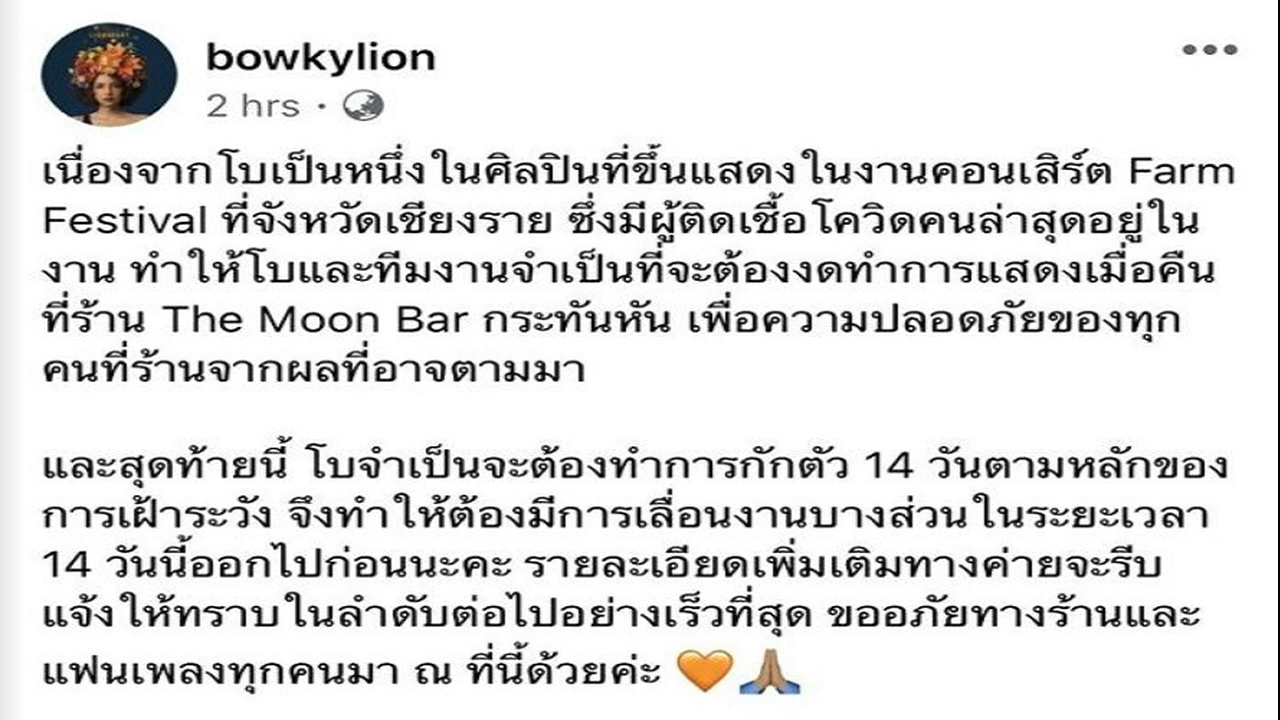 bowkylion
2 hrs ·
เนื่องจากโบเป็นหนึ่งในศิลปินที่ขึ้นแสดงในงานคอนเสิร์ต Farm
Festival ที่จังหวัดเชียงราย ซึ่งมีผู้ติดเชื้อโควิดคนล่าสุดอยู่ใน
งาน ทำให้โบและทีมงานจำเป็นที่จะต้องงดทำการแสดงเมื่อคืน
ที่ร้าน The Moon Bar กระทันหัน เพื่อความปลอดภัยของทุก
คนที่ร้านจากผลที่อาจตามมา
และสุดท้ายนี้ โบจำเป็นจะต้องทำการกักตัว 14 วันตามหลักของ
การเฝ้าระวัง จึงทำให้ต้องมีการเลื่อนงานบางส่วนในระยะเวลา
14 วันนี้ออกไปก่อนนะคะ รายละเอียดเพิ่มเติมทางค่ายจะรีบ
แจ้งให้ทราบในลำดับต่อไปอย่างเร็วที่สุด ขออภัยทางร้านและ
แฟนเพลงทุกคนมา ณ ที่นี้ด้วยค่ะ 🧡🙏🏽